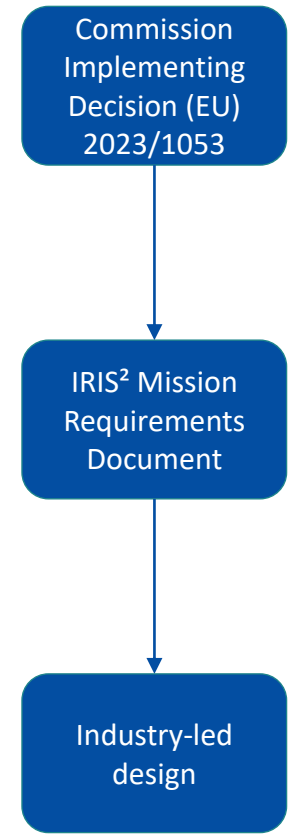 Commission
Implementing
Decision (EU)
2023/1053
IRIS² Mission
Requirements
Document
Industry-led
design